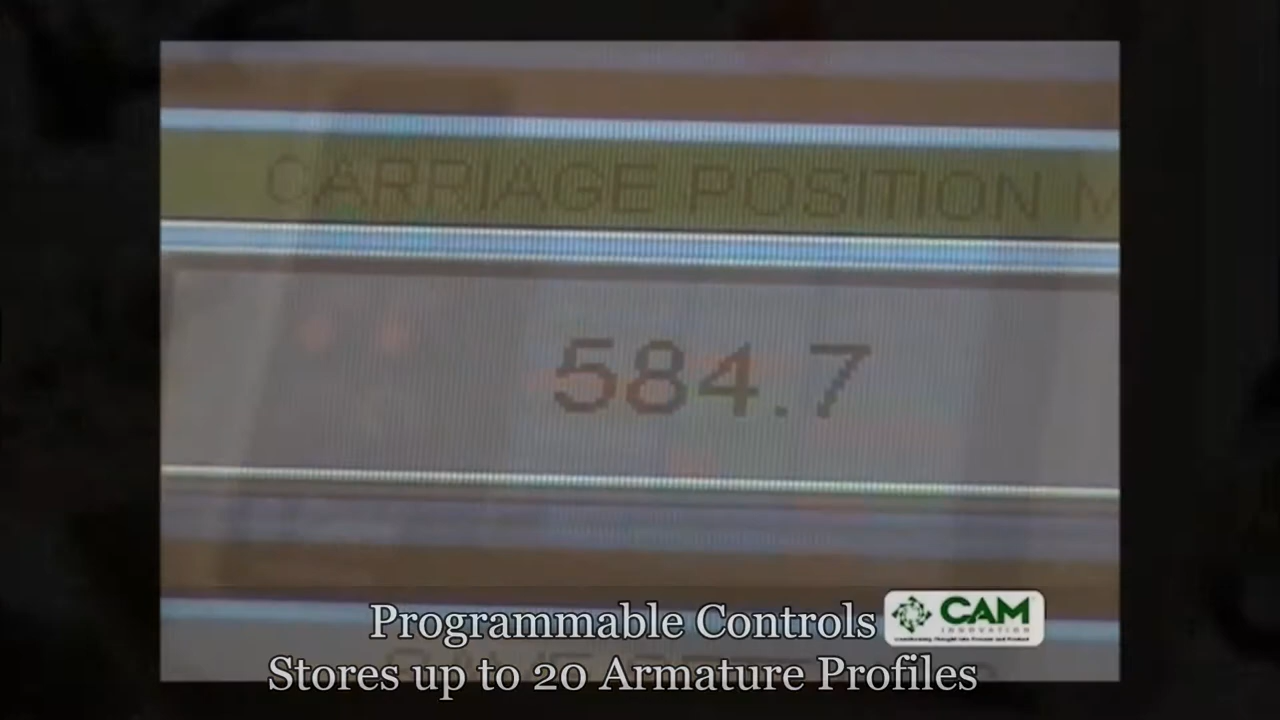 CARRIAGE POSITION M
584.7
Programmable Controls
CAM
INNOVATION
Stores up to 20 Armature Profiles